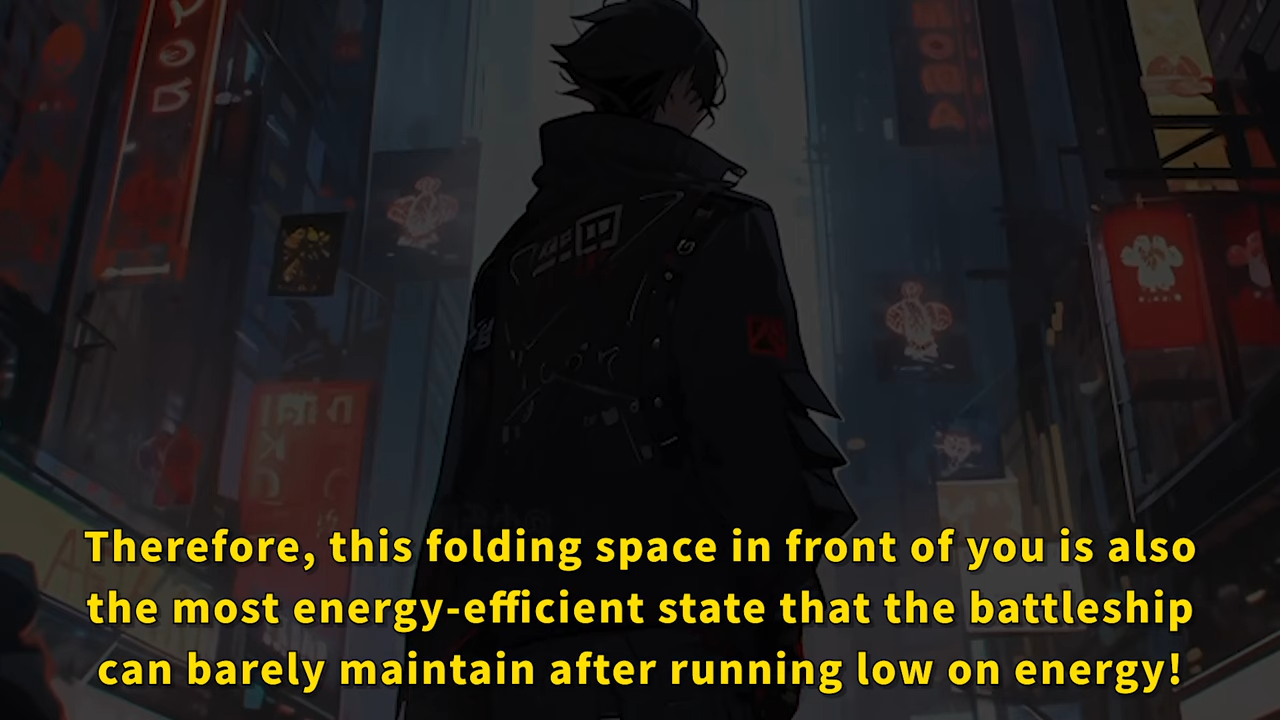 Therefore, this folding space in front of you is also
the most energy-efficient state that the battleship
can barely maintain after running low on energy!